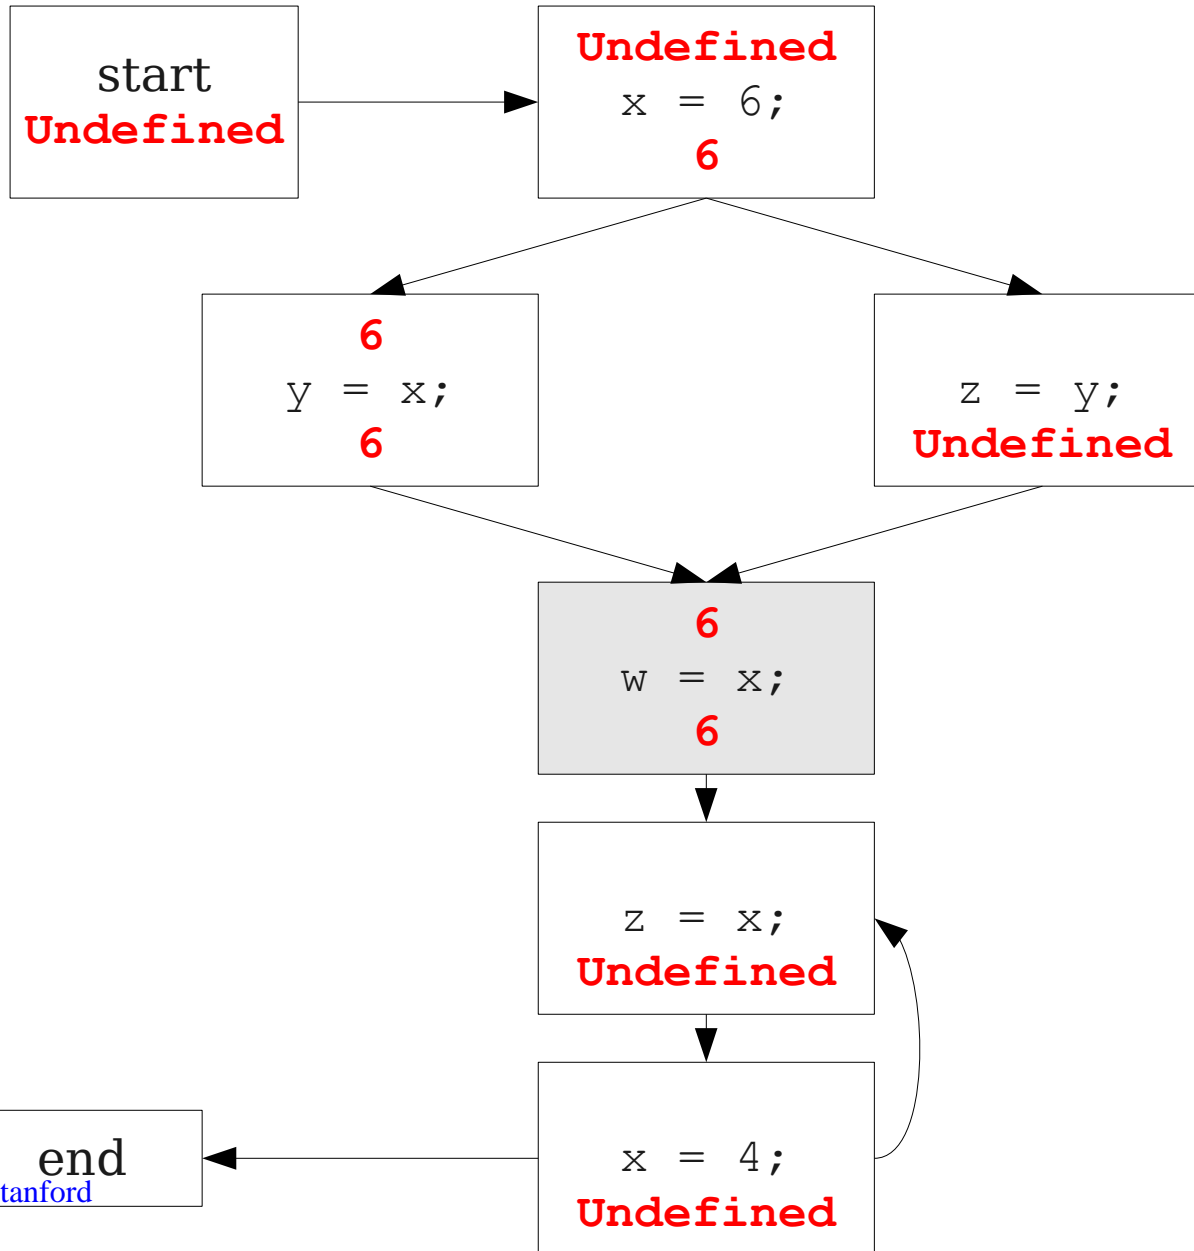 start
Undefined
Undefined
x = 6;
6
6
y = x;
6
z = y;
Undefined
6
w = x;
6
z = x;
Undefined
end
tanford
x = 4;
Undefined